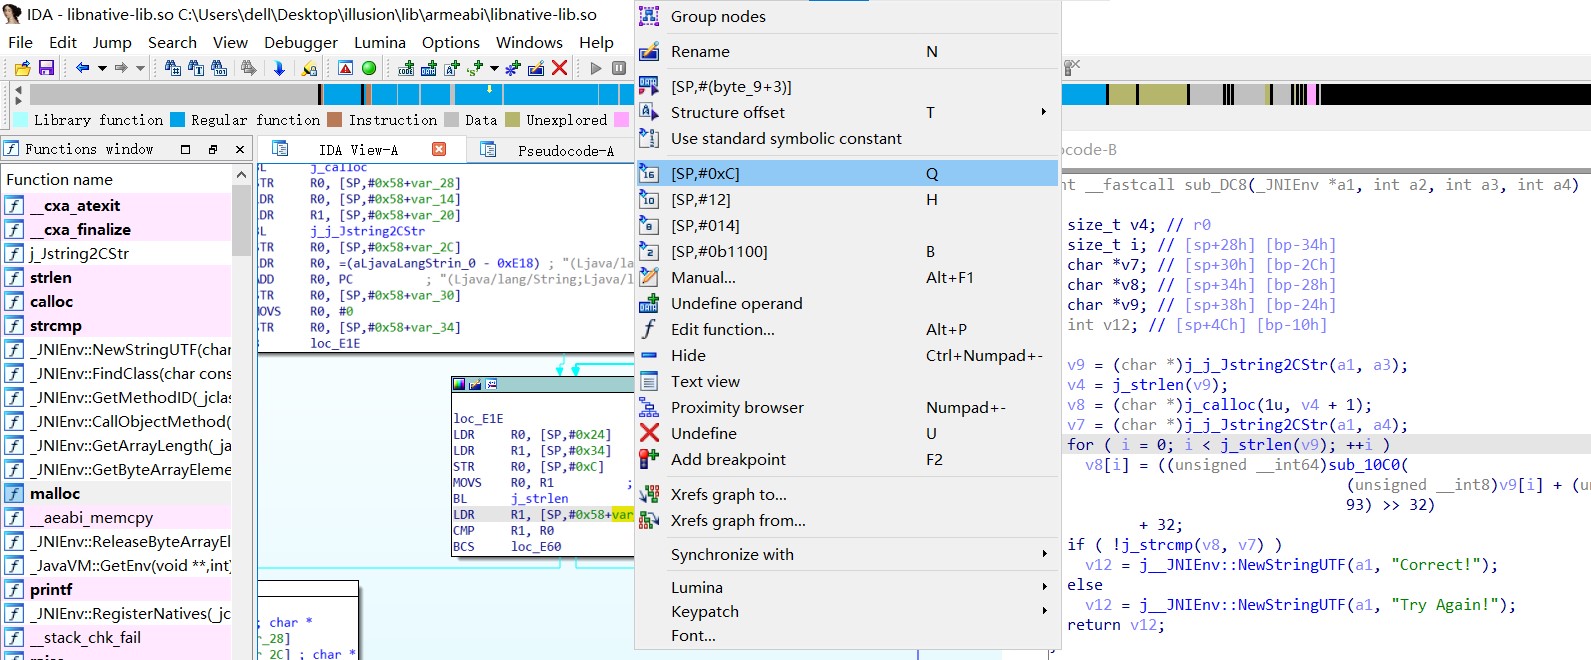 IDA - libnative-lib.so C:\Users\dell\Desktop\illusion\lib\armeabi\libnative-lib.so
File Edit Jump Search View Debugger Lumina Options Windows Help
Library function Regular function Instruction Data Unexplored
Functions window
IDA View-A
Pseudocode-A
Function name
__cxa_atexit
__cxa_finalize
j_Jstring2CStr
strlen
calloc
strcmp
_JNIEnv::NewStringUTF(char
_JNIEnv::FindClass(char cons
_JNIEnv::GetMethodID(_jclas
_JNIEnv::CallObjectMethod(
_JNIEnv::GetArrayLength(_ja
_JNIEnv::GetByteArrayEleme
malloc
__aeabi_memcpy
_JNIEnv::ReleaseByteArrayEl
_JavaVM::GetEnv(void **,int)
printf
_JNIEnv::RegisterNatives(_jc
__stack_chk_fail
BL j_calloc
STR R0, [SP,#0x58+var_28]
LDR R0, [SP,#0x58+var_14]
LDR R1, [SP,#0x58+var_20]
BL j_j_Jstring2CStr
STR R0, [SP,#0x58+var_2C]
LDR R0, =(aLjavaLangStrin_0 - 0xE18) ; "(Ljava/la
ADD R0, PC ; "(Ljava/lang/String;Ljava/l
STR R0, [SP,#0x58+var_30]
MOVS R0, #0
STR R0, [SP,#0x58+var_34]
B loc_E1E
loc_E1E
LDR R0, [SP,#0x24]
LDR R1, [SP,#0x34]
STR R0, [SP,#0xC]
MOVS R0, R1 ;
BL j_strlen
LDR R1, [SP,#0x58+var
CMP R1, R0
BCS loc_E60
; char *
var_28]
var_2C] ; char *
Group nodes
Rename N
[SP,#(byte_9+3)]
Structure offset T
Use standard symbolic constant
[SP,#0xC] Q
[SP,#12] H
[SP,#014]
[SP,#0b1100] B
Manual... Alt+F1
Undefine operand
Edit function... Alt+P
Hide Ctrl+Numpad+-
Text view
Proximity browser Numpad+-
Undefine U
Add breakpoint F2
Xrefs graph to...
Xrefs graph from...
Synchronize with
Lumina
Keypatch
Font...
ocode-B
nt __fastcall sub_DC8(_JNIEnv *a1, int a2, int a3, int a4)
size_t v4; // r0
size_t i; // [sp+28h] [bp-34h]
char *v7; // [sp+30h] [bp-2Ch]
char *v8; // [sp+34h] [bp-28h]
char *v9; // [sp+38h] [bp-24h]
int v12; // [sp+4Ch] [bp-10h]
v9 = (char *)j_j_Jstring2CStr(a1, a3);
v4 = j_strlen(v9);
v8 = (char *)j_calloc(1u, v4 + 1);
v7 = (char *)j_j_Jstring2CStr(a1, a4);
for ( i = 0; i < j_strlen(v9); ++i )
v8[i] = ((unsigned __int64)sub_10C0(
(unsigned __int8)v9[i] + (un
93) >> 32)
+ 32;
if ( !j_strcmp(v8, v7) )
v12 = j__JNIEnv::NewStringUTF(a1, "Correct!");
else
v12 = j__JNIEnv::NewStringUTF(a1, "Try Again!");
return v12;